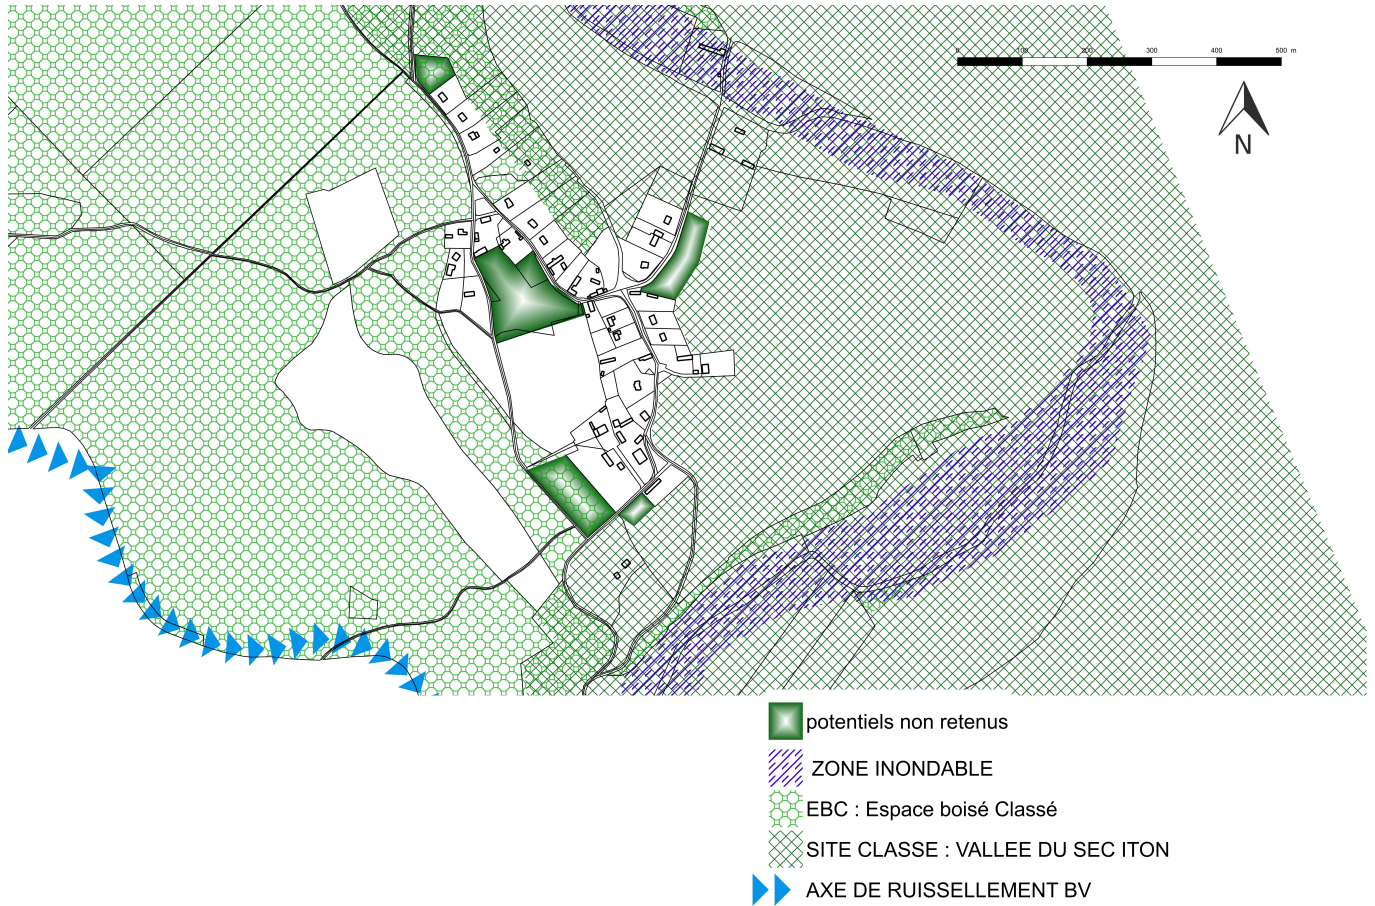 0 100 200 300 400 500 m
N
potentiels non retenus
ZONE INONDABLE
EBC : Espace boisé Classé
SITE CLASSE : VALLEE DU SEC ITON
AXE DE RUISSELLEMENT BV